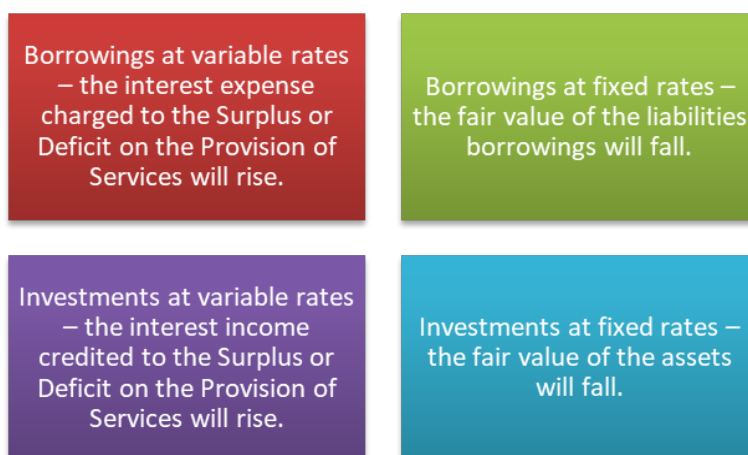 Borrowings at variable rates
– the interest expense
charged to the Surplus or
Deficit on the Provision of
Services will rise.
Borrowings at fixed rates –
the fair value of the liabilities
borrowings will fall.
Investments at variable rates
– the interest income
credited to the Surplus or
Deficit on the Provision of
Services will rise.
Investments at fixed rates –
the fair value of the assets
will fall.